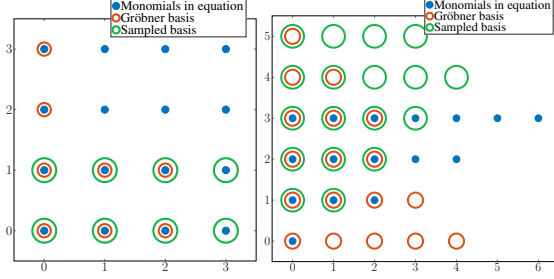 Monomials in equation
Gröbner basis
Sampled basis
3
2
1
0
0 1 2 3
Monomials in equation
Gröbner basis
Sampled basis
5
4
3
2
1
0
0 1 2 3 4 5 6